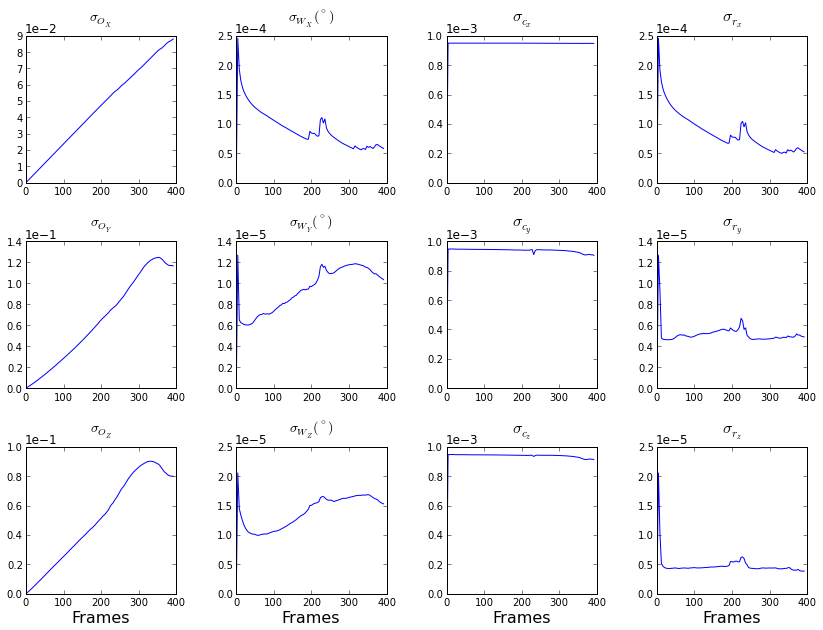 σ_{O_X} σ_{W_X}(°) σ_{c_x} σ_{r_x}
9 1e−2 2.5 1e−4 1.0 1e−3 2.5 1e−4
8 2.0 0.8 2.0
7
6 1.5 0.6 1.5
5
4 1.0 0.4 1.0
3
2 0.5 0.2 0.5
1
0 0.0 0.0 0.0
0 100 200 300 400 0 100 200 300 400 0 100 200 300 400 0 100 200 300 400
σ_{O_Y} σ_{W_Y}(°) σ_{c_y} σ_{r_y}
1.4 1e−1 1.4 1e−5 1.0 1e−3 1.4 1e−5
1.2 1.2 0.8 1.2
1.0 1.0 1.0
0.8 0.8 0.6 0.8
0.6 0.6 0.4 0.6
0.4 0.4 0.4
0.2 0.2 0.2 0.2
0.0 0.0 0.0 0.0
0 100 200 300 400 0 100 200 300 400 0 100 200 300 400 0 100 200 300 400
σ_{O_Z} σ_{W_Z}(°) σ_{c_z} σ_{r_z}
1.0 1e−1 2.5 1e−5 1.0 1e−3 2.5 1e−5
0.8 2.0 0.8 2.0
0.6 1.5 0.6 1.5
0.4 1.0 0.4 1.0
0.2 0.5 0.2 0.5
0.0 0.0 0.0 0.0
0 100 200 300 400 0 100 200 300 400 0 100 200 300 400 0 100 200 300 400
Frames Frames Frames Frames